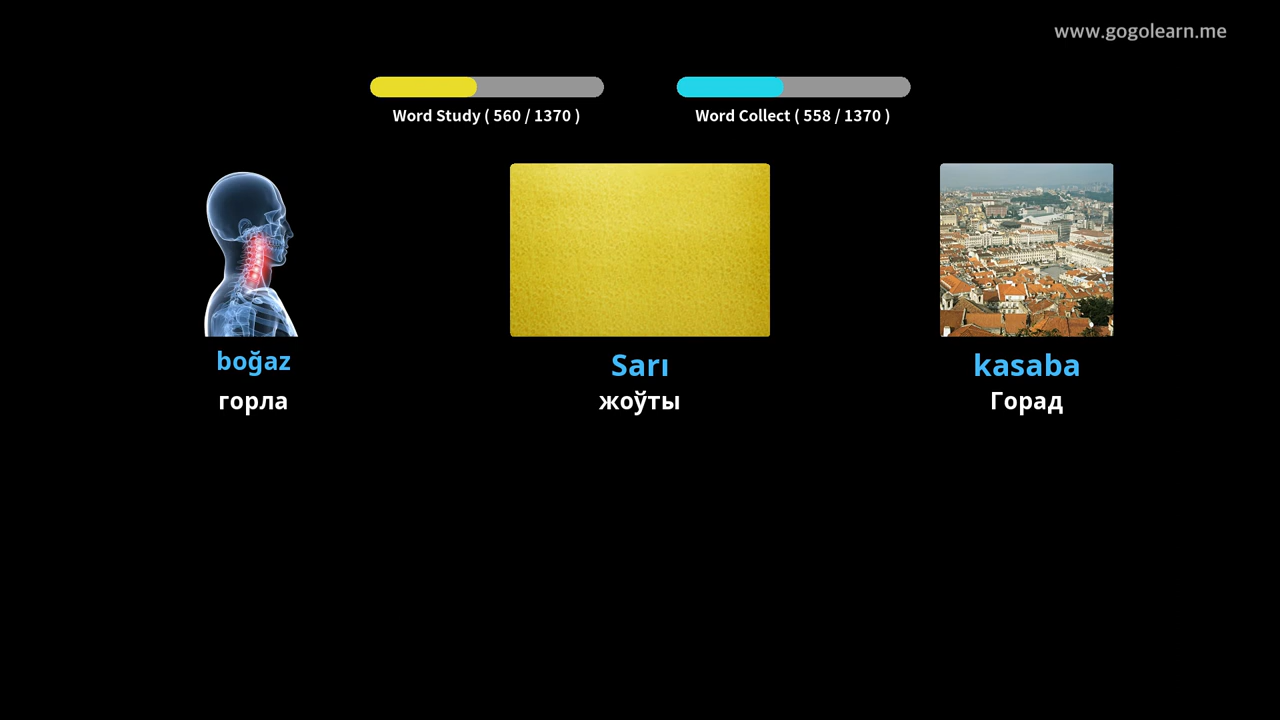 www.gogolearn.me
Word Study ( 560 / 1370 )
Word Collect ( 558 / 1370 )
boğaz
горла
Sarı
жоўты
kasaba
Горад